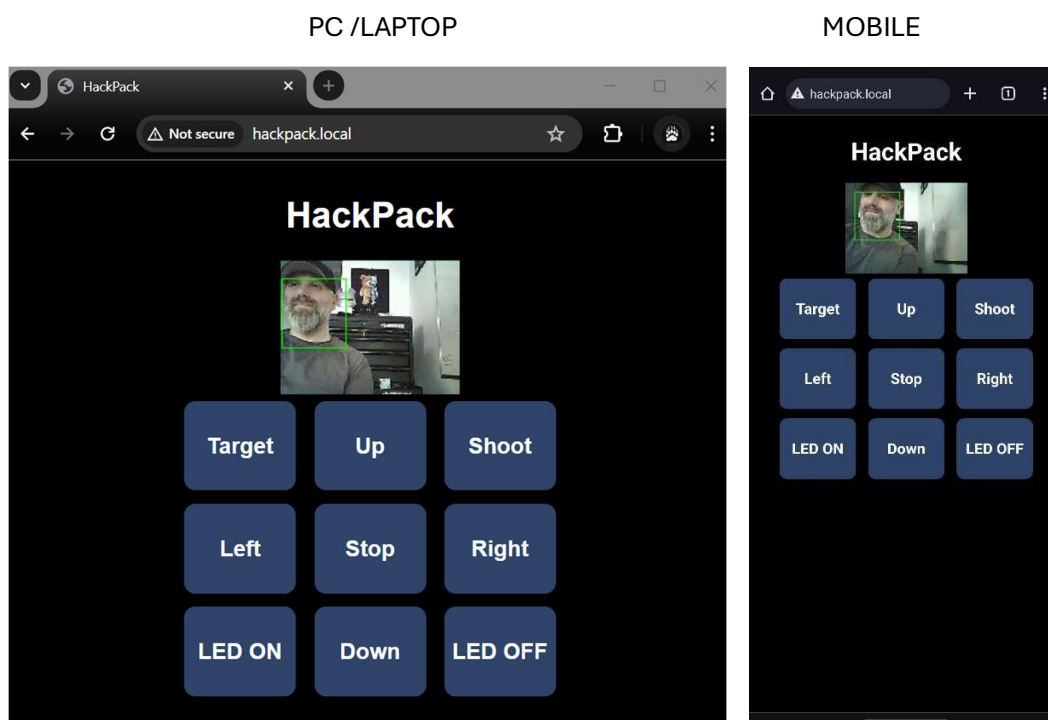 PC /LAPTOP
MOBILE
HackPack
Not secure hackpack.local
HackPack
Target Up Shoot
Left Stop Right
LED ON Down LED OFF
hackpack.local
1
HackPack
Target Up Shoot
Left Stop Right
LED ON Down LED OFF